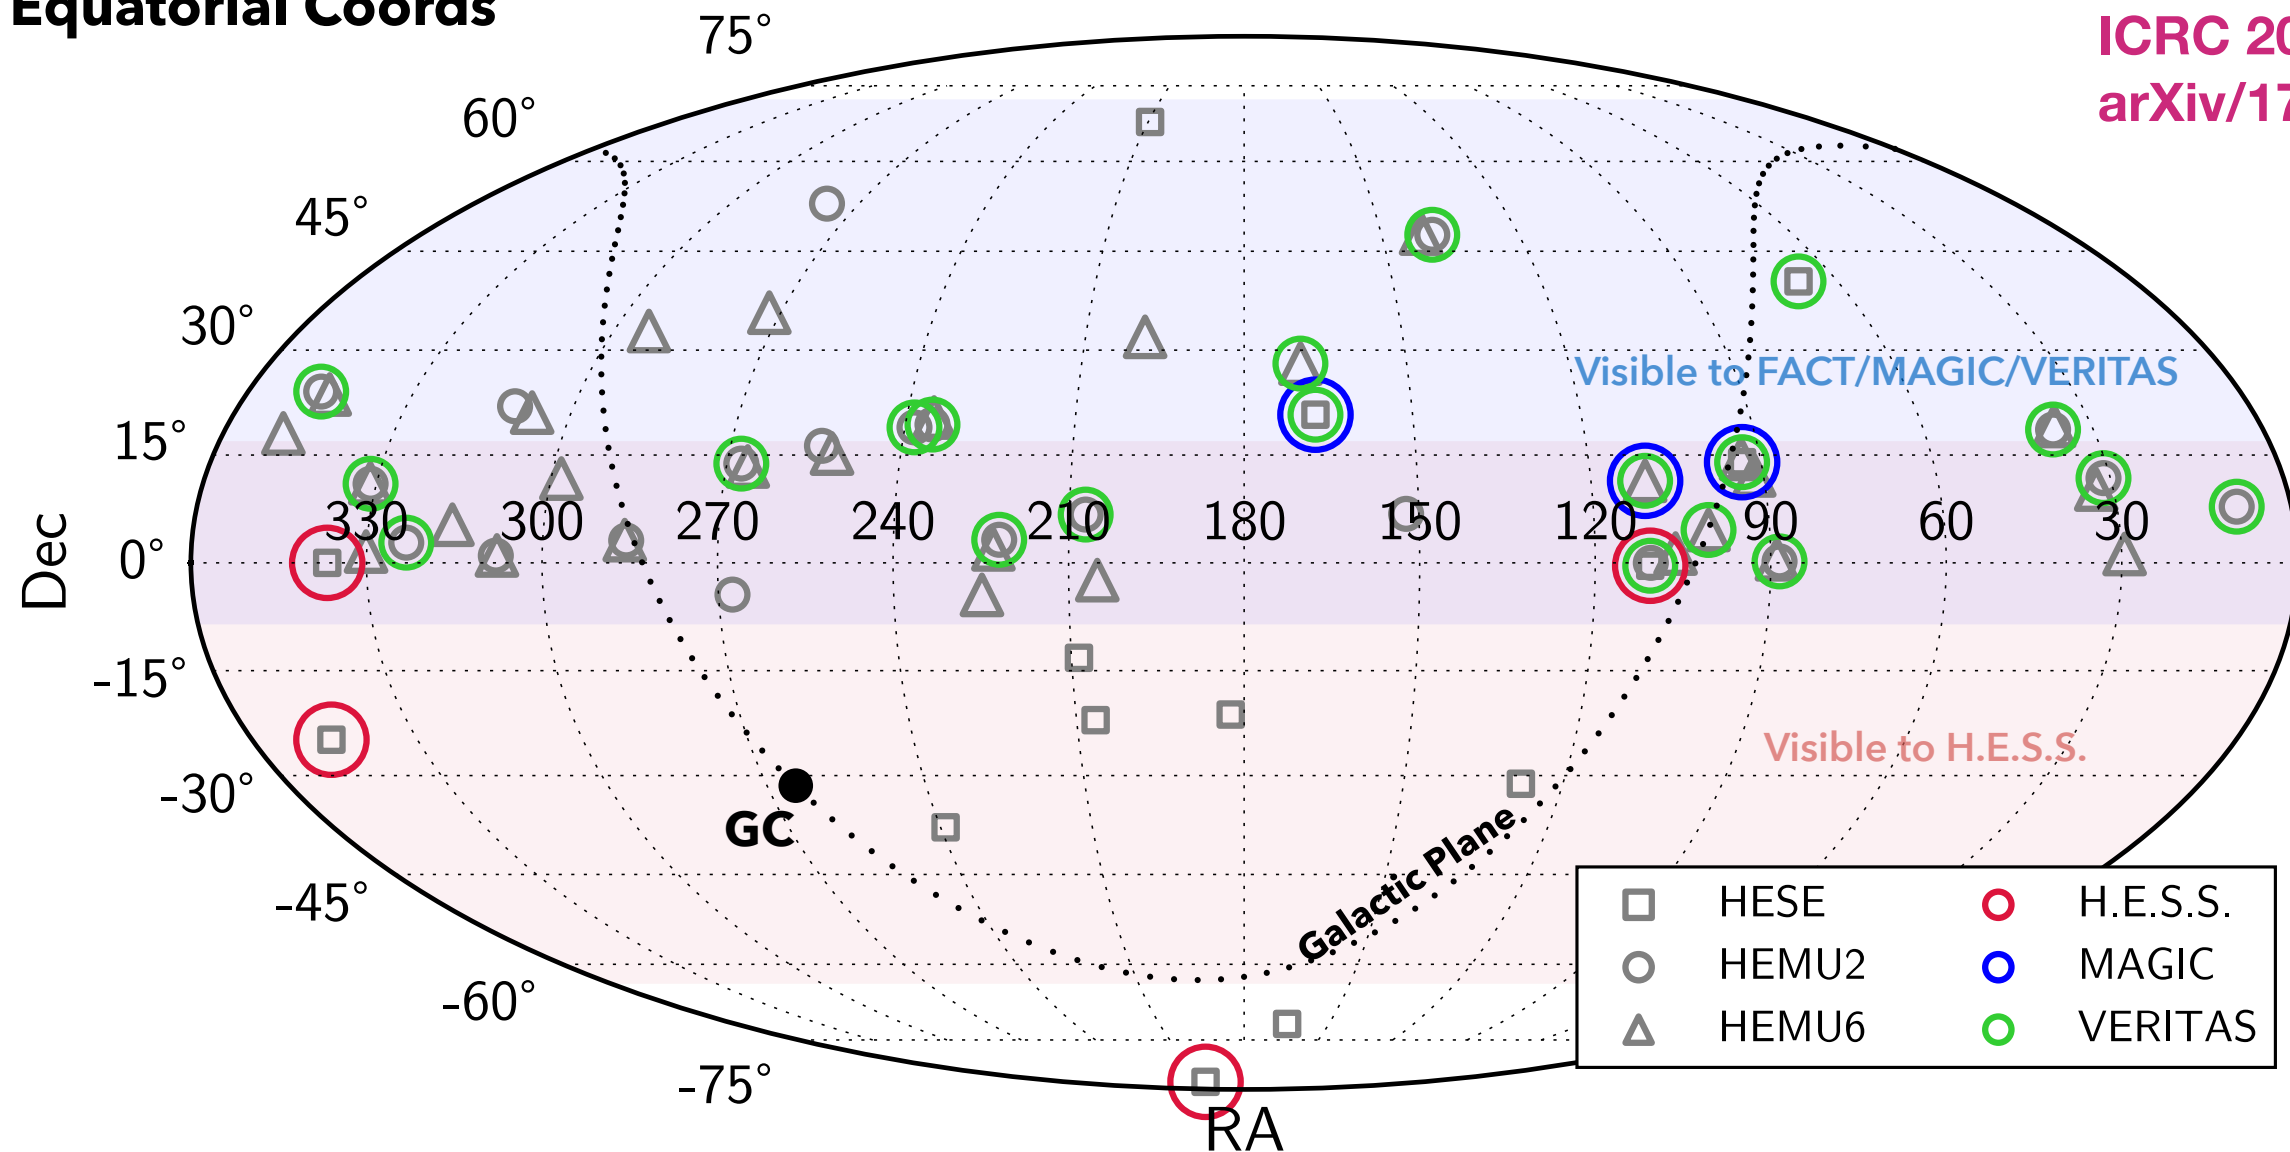 Equatorial Coords
ICRC 20
arXiv/17
75°
60°
45°
30°
15°
0°
-15°
-30°
-45°
-60°
-75°
Dec
Visible to FACT/MAGIC/VERITAS
330 300 270 240 210 180 150 120 90 60 30
Visible to H.E.S.S.
GC
Galactic Plane
HESE H.E.S.S.
HEMU2 MAGIC
HEMU6 VERITAS
RA